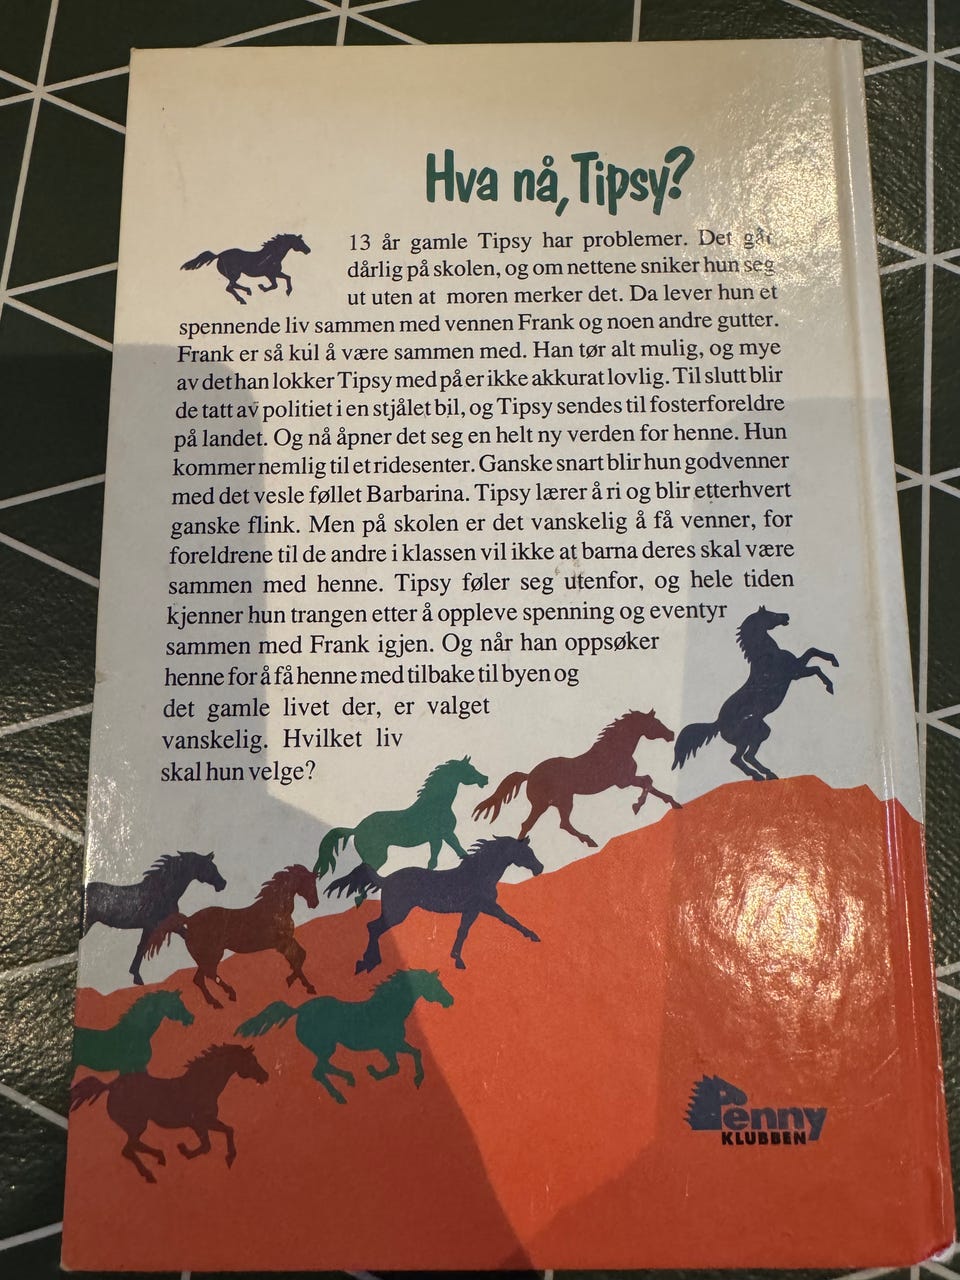 Hva nå, Tipsy?
13 år gamle Tipsy har problemer. Det går
dårlig på skolen, og om nettene sniker hun seg
ut uten at moren merker det. Da lever hun et
spennende liv sammen med vennen Frank og noen andre gutter.
Frank er så kul å være sammen med. Han tør alt mulig, og mye
av det han lokker Tipsy med på er ikke akkurat lovlig. Til slutt blir
de tatt av politiet i en stjålet bil, og Tipsy sendes til fosterforeldre
på landet. Og nå åpner det seg en helt ny verden for henne. Hun
kommer nemlig til et ridesenter. Ganske snart blir hun godvenner
med det vesle føllet Barbarina. Tipsy lærer å ri og blir etterhvert
ganske flink. Men på skolen er det vanskelig å få venner, for
foreldrene til de andre i klassen vil ikke at barna deres skal være
sammen med henne. Tipsy føler seg utenfor, og hele tiden
kjenner hun trangen etter å oppleve spenning og eventyr
sammen med Frank igjen. Og når han oppsøker
henne for å få henne med tilbake til byen og
det gamle livet der, er valget
vanskelig. Hvilket liv
skal hun velge?
Penny
KLUBBEN